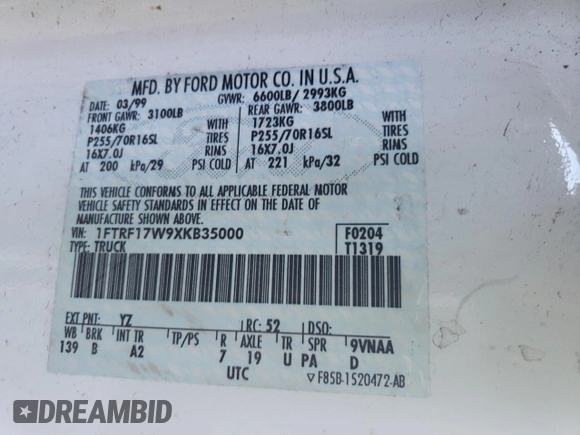 MFD. BY FORD MOTOR CO. IN U.S.A.
DATE: 03/99 GVWR: 6600LB/ 2993KG
FRONT GAWR: 3100LB REAR GAWR: 3800LB
1406KG WITH 1723KG WITH
P255/70R16SL TIRES P255/70R16SL TIRES
16X7.0J RIMS 16X7.0J RIMS
AT 200 kPa/29 PSI COLD AT 221 kPa/32 PSI COLD
THIS VEHICLE CONFORMS TO ALL APPLICABLE FEDERAL MOTOR
VEHICLE SAFETY STANDARDS IN EFFECT ON THE DATE OF
MANUFACTURE SHOWN ABOVE.
VIN: 1FTRF17W9XKB35000 F0204
TYPE: TRUCK T1319
EXT PNT: YZ RC: 52 DSO:
WB BRK INT TR TP/PS R AXLE TR SPR 9VNAA
139 B A2 7 19 U PA D
UTC ▽ F85B-1520472-AB
DREAMBID